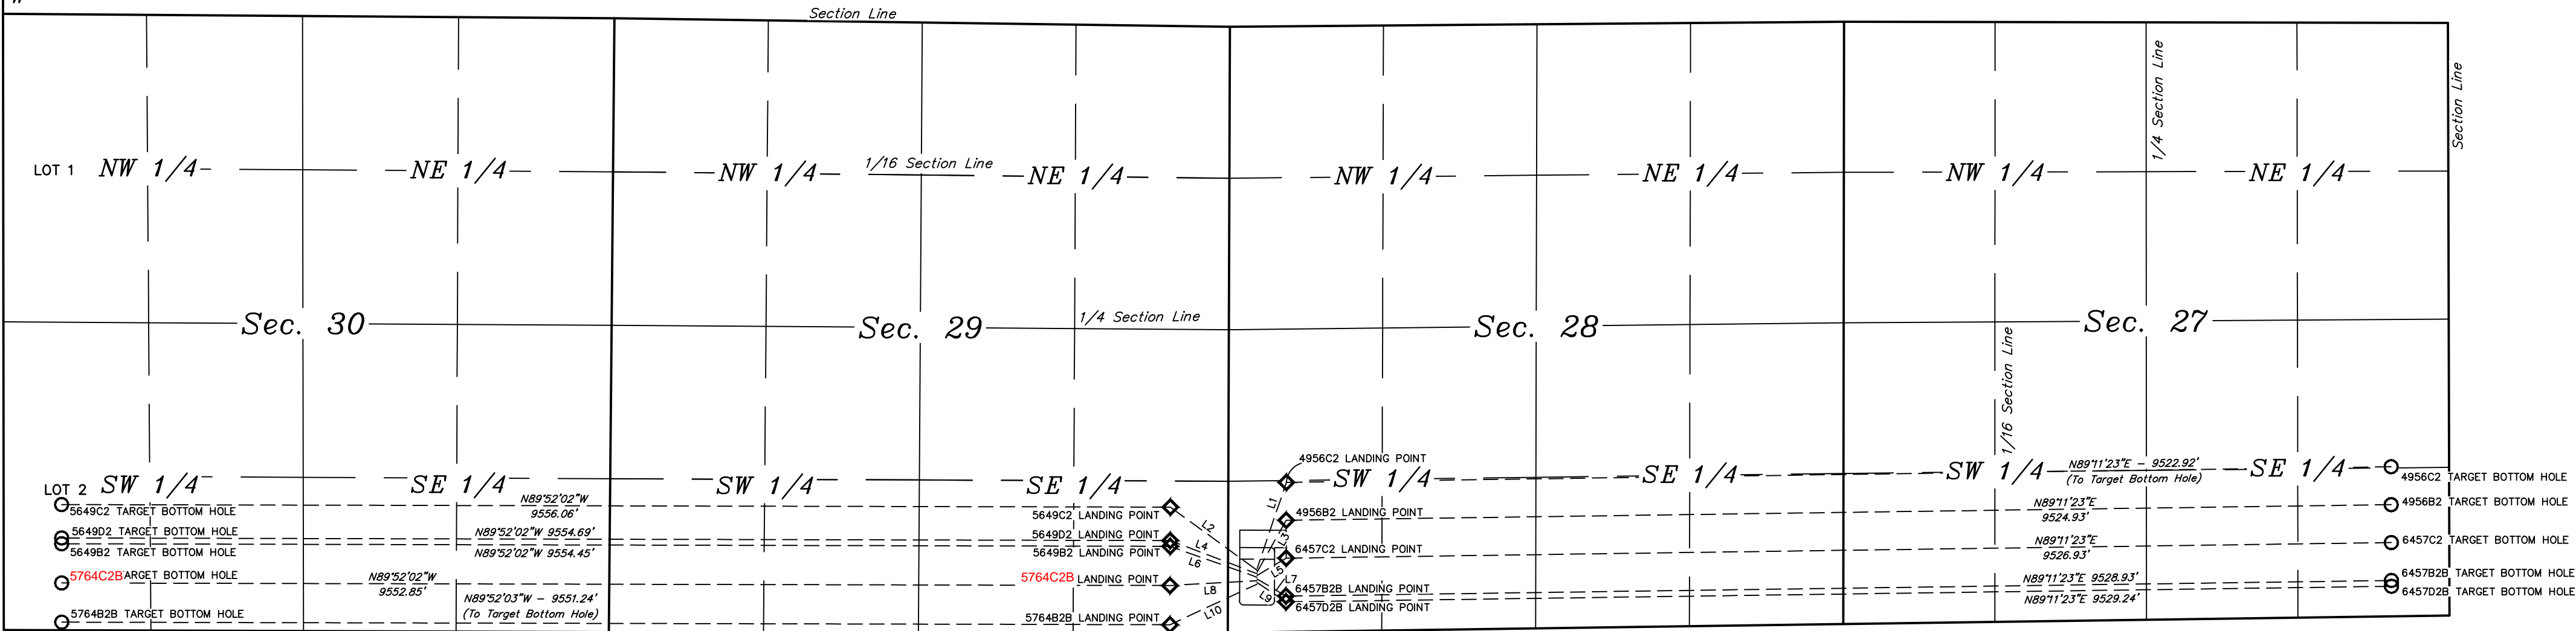 Section Line
1/4 Section Line
Section Line
LOT 1
NW 1/4
NE 1/4
NW 1/4
1/16 Section Line
NE 1/4
NW 1/4
NE 1/4
NW 1/4
NE 1/4
Sec. 30
Sec. 29
1/4 Section Line
Sec. 28
Sec. 27
1/16 Section Line
LOT 2
SW 1/4
SE 1/4
SW 1/4
SE 1/4
4956C2 LANDING POINT
SW 1/4
SE 1/4
SW 1/4
N89°11'23"E - 9522.92'
(To Target Bottom Hole)
SE 1/4
4956C2 TARGET BOTTOM HOLE
5649C2 TARGET BOTTOM HOLE
N89°52'02"W
9556.06'
5649C2 LANDING POINT
L2
L1
4956B2 LANDING POINT
N89°11'23"E
9524.93'
4956B2 TARGET BOTTOM HOLE
5649D2 TARGET BOTTOM HOLE
N89°52'02"W 9554.69'
5649D2 LANDING POINT
L4
L3
5649B2 TARGET BOTTOM HOLE
N89°52'02"W 9554.45'
5649B2 LANDING POINT
L6
L5
6457C2 LANDING POINT
N89°11'23"E
9526.93'
6457C2 TARGET BOTTOM HOLE
5764C2B ARGET BOTTOM HOLE
N89°52'02"W
9552.85'
5764C2B LANDING POINT
L8
L7
6457B2B LANDING POINT
N89°11'23"E 9528.93'
6457B2B TARGET BOTTOM HOLE
L9
6457D2B LANDING POINT
N89°11'23"E 9529.24'
6457D2B TARGET BOTTOM HOLE
5764B2B TARGET BOTTOM HOLE
N89°52'03"W - 9551.24'
(To Target Bottom Hole)
5764B2B LANDING POINT
L10